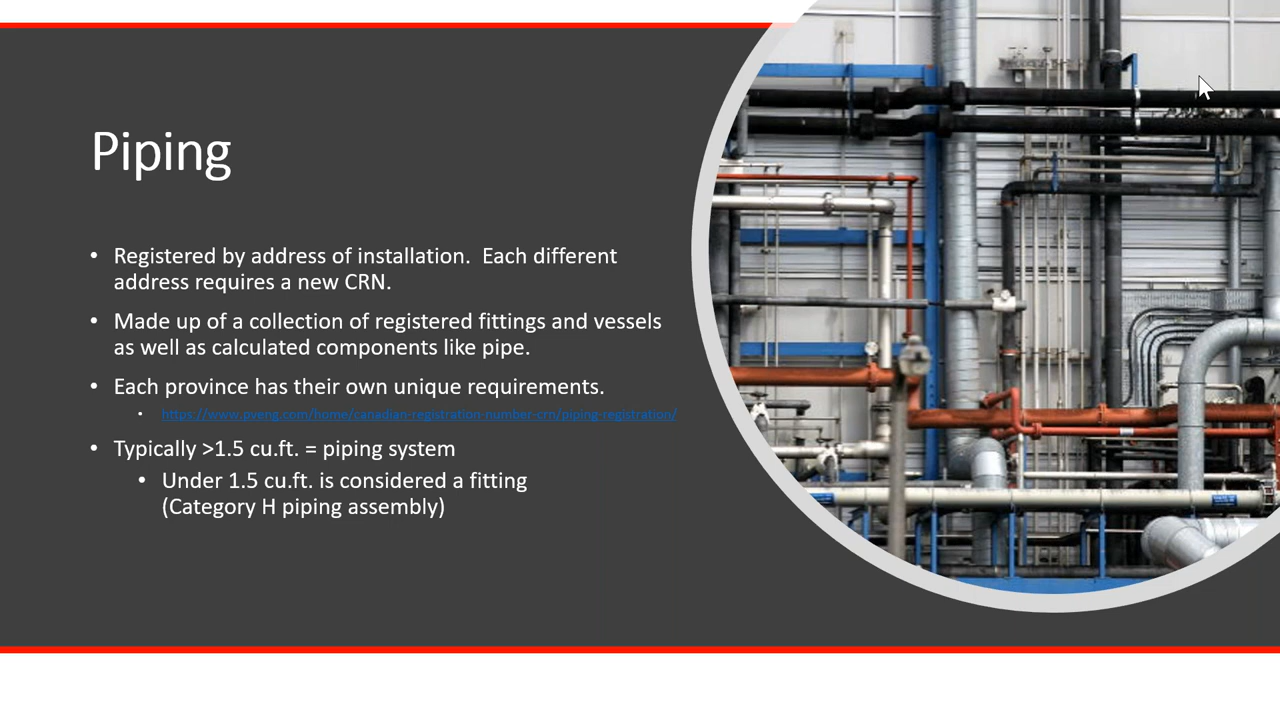 Piping
• Registered by address of installation.  Each different
address requires a new CRN.
• Made up of a collection of registered fittings and vessels
as well as calculated components like pipe.
• Each province has their own unique requirements.
• https://www.pveng.com/home/canadian-registration-number-crn/piping-registration/
• Typically >1.5 cu.ft. = piping system
• Under 1.5 cu.ft. is considered a fitting
(Category H piping assembly)